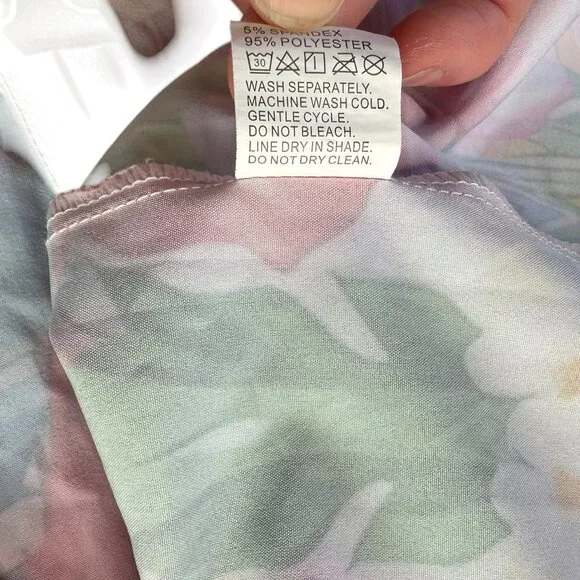 5% SPANDEX
95% POLYESTER
30
WASH SEPARATELY.
MACHINE WASH COLD.
GENTLE CYCLE.
DO NOT BLEACH.
LINE DRY IN SHADE.
DO NOT DRY CLEAN.